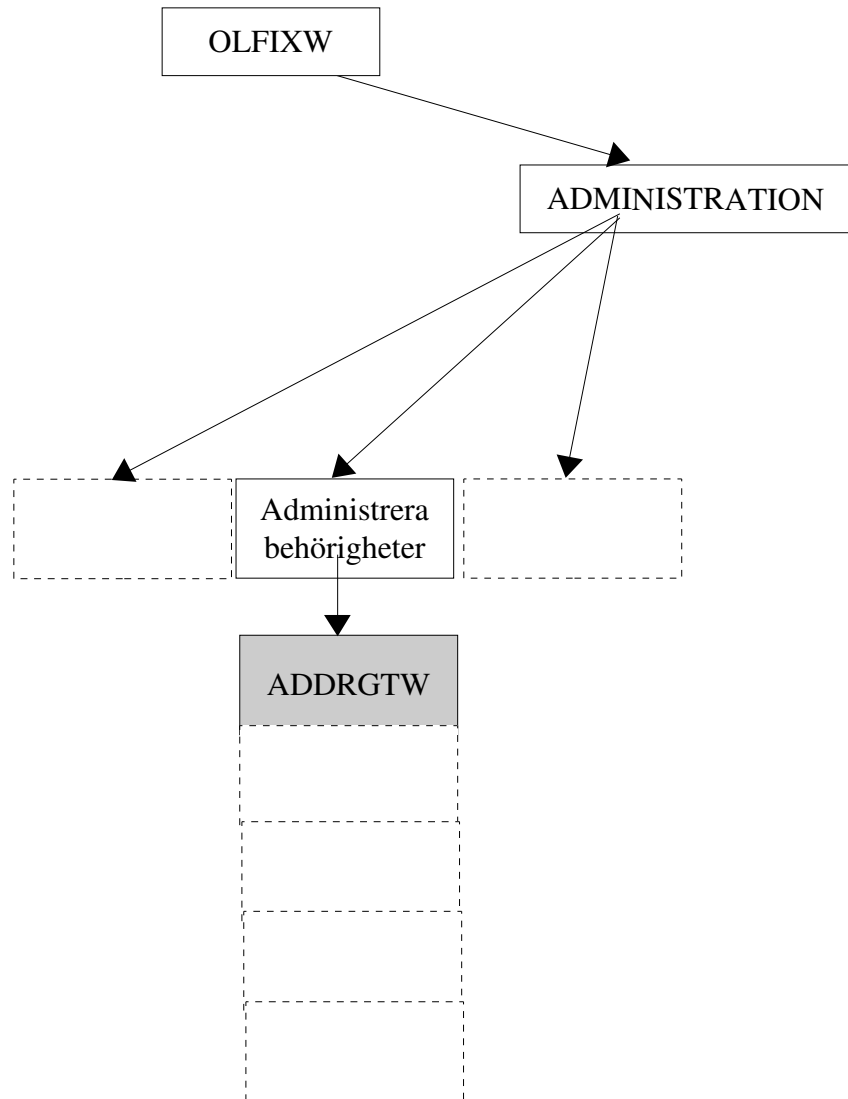 OLFIXW
ADMINISTRATION
Administrera
behörigheter
ADDRGTW